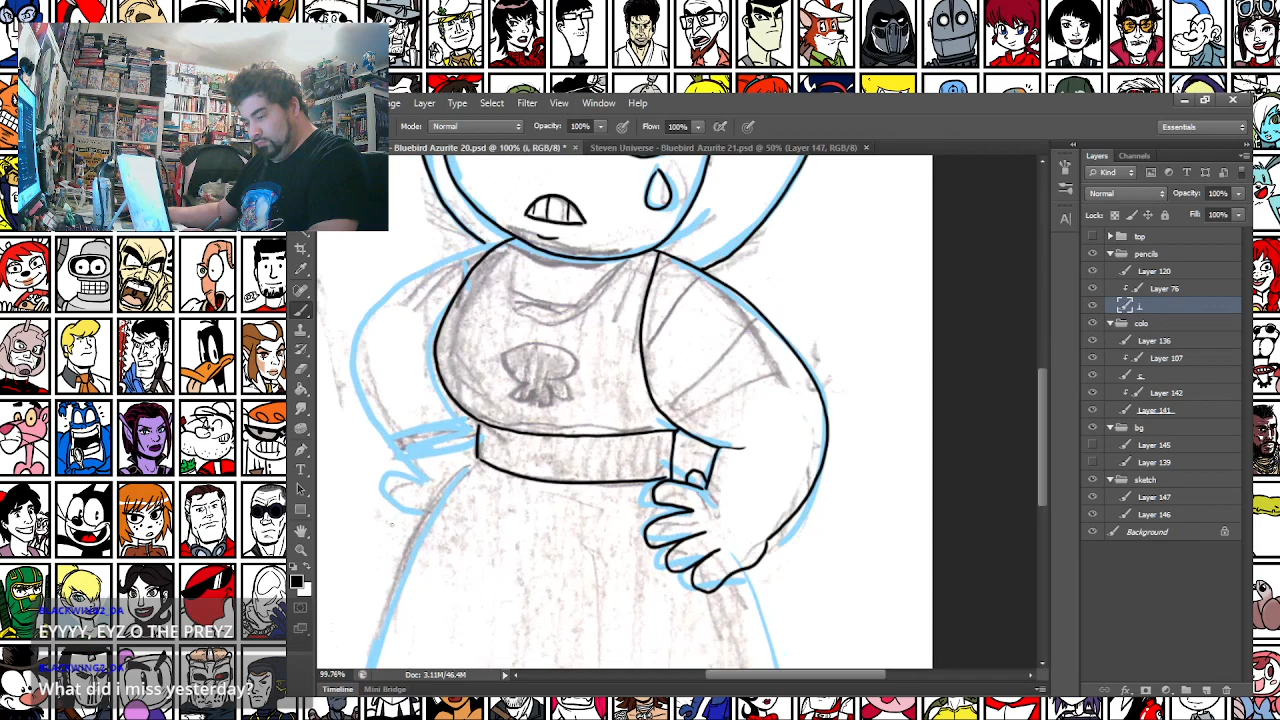 ge Layer Type Select Filter View Window Help
Mode: Normal Opacity: 100% Flow: 100% Essentials
Bluebird Azurite 20.psd @ 100% (i, RGB/8) * × Steven Universe - Bluebird Azurite 21.psd @ 50% (Layer 147, RGB/8) ×
Layers Channels
Kind
Normal Opacity: 100%
Locks: Fill: 100%
top
pencils
Layer 120
Layer 76
i
colo
Layer 136
Layer 107
c
Layer 142
Layer 141
bg
Layer 145
Layer 139
sketch
Layer 147
Layer 146
Background
BLACKWING2_DA
EYYYY, EYZ O THE PREYZ
BLACKWING2_DA
What did i miss yesterday?
99.76% Doc: 3.11M/46.4M
Timeline Mini Bridge